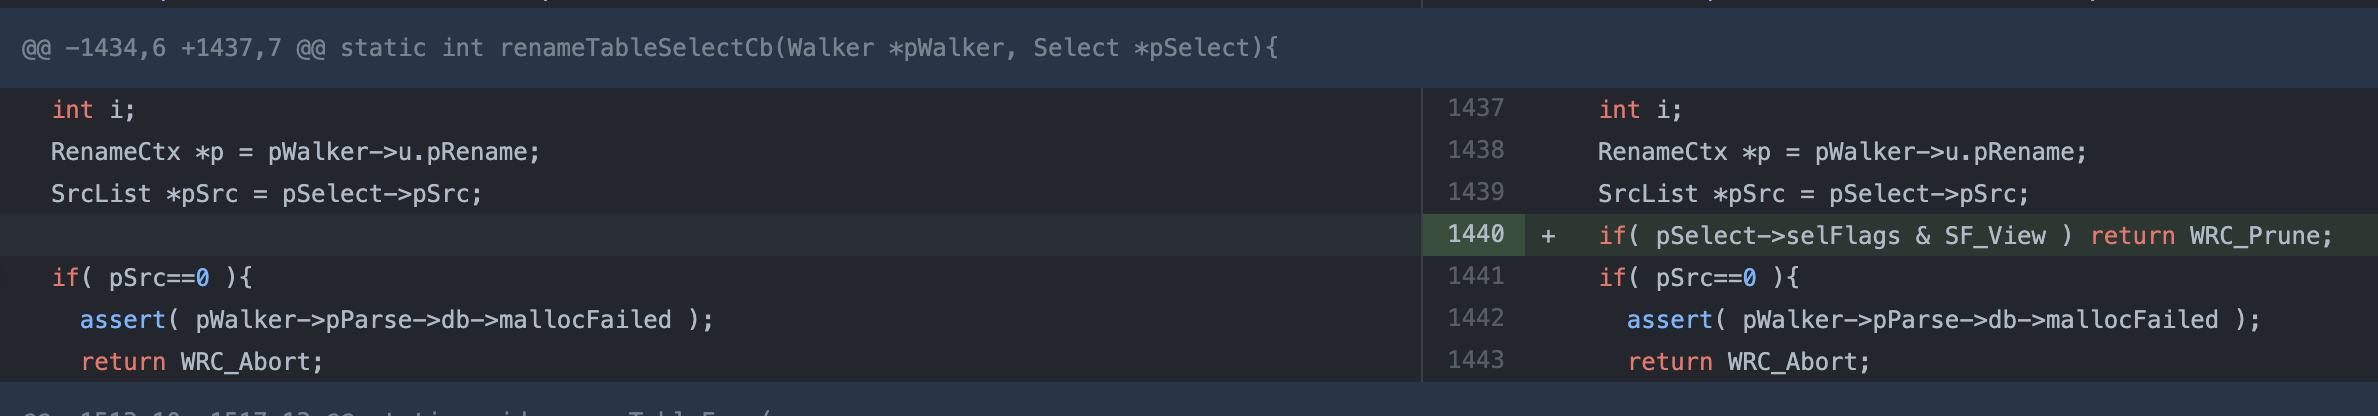 @@ -1434,6 +1437,7 @@ static int renameTableSelectCb(Walker *pWalker, Select *pSelect){
int i;
RenameCtx *p = pWalker->u.pRename;
SrcList *pSrc = pSelect->pSrc;
if( pSrc==0 ){
assert( pWalker->pParse->db->mallocFailed );
return WRC_Abort;
1437 int i;
1438 RenameCtx *p = pWalker->u.pRename;
1439 SrcList *pSrc = pSelect->pSrc;
1440 + if( pSelect->selFlags & SF_View ) return WRC_Prune;
1441 if( pSrc==0 ){
1442 assert( pWalker->pParse->db->mallocFailed );
1443 return WRC_Abort;